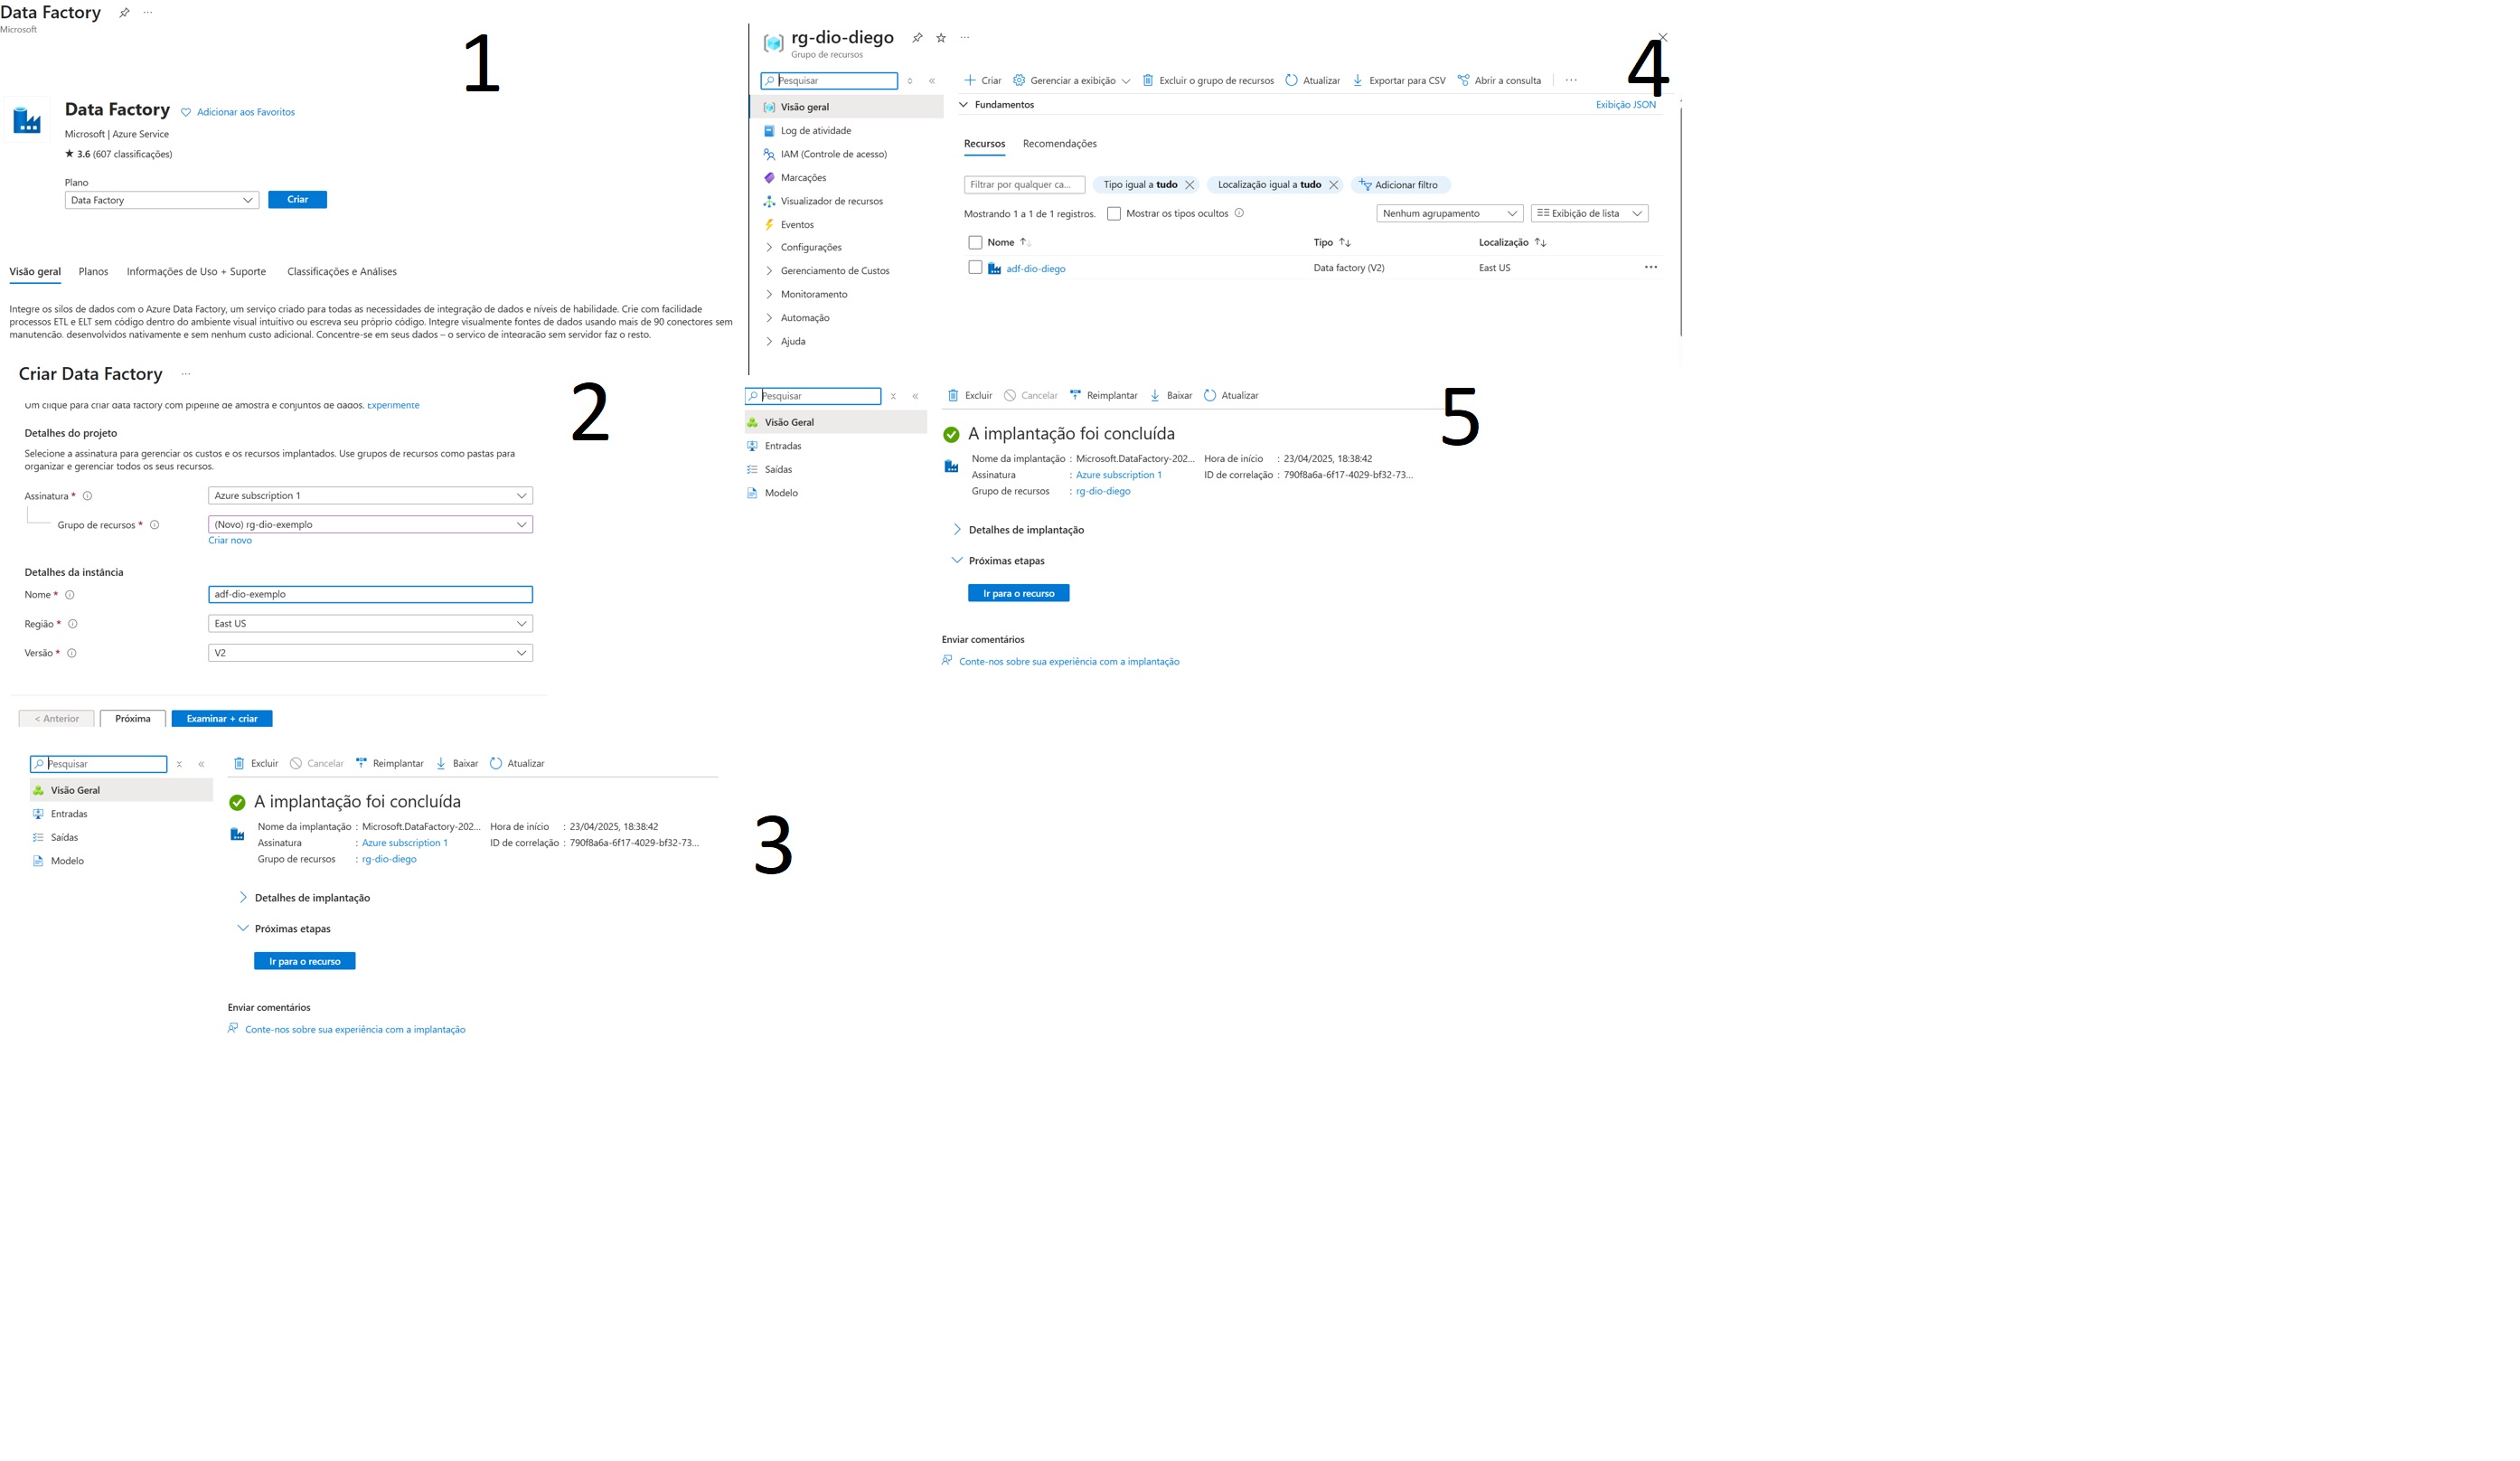 Data Factory
Microsoft
1
Data Factory
Adicionar aos Favoritos
Microsoft | Azure Service
3.6 (607 classificações)
Plano
Data Factory
Criar
Visão geral
Planos
Informações de Uso + Suporte
Classificações e Análises
Integre os silos de dados com o Azure Data Factory, um serviço criado para todas as necessidades de integração de dados e níveis de habilidade. Crie com facilidade
processos ETL e ELT sem código dentro do ambiente visual intuitivo ou escreva seu próprio código. Integre visualmente fontes de dados usando mais de 90 conectores sem
manutenção, desenvolvidos nativamente e sem nenhum custo adicional. Concentre-se em seus dados – o serviço de integração sem servidor faz o resto.
Criar Data Factory
2
Um clique para criar data factory com pipeline de amostra e conjuntos de dados. Experimente
Detalhes do projeto
Selecione a assinatura para gerenciar os custos e os recursos implantados. Use grupos de recursos como pastas para
organizar e gerenciar todos os seus recursos.
Assinatura *
Azure subscription 1
Grupo de recursos *
(Novo) rg-dio-exemplo
Criar novo
Detalhes da instância
Nome *
adf-dio-exemplo
Região *
East US
Versão *
V2
< Anterior
Próxima
Examinar + criar
Pesquisar
Excluir
Cancelar
Reimplantar
Baixar
Atualizar
Visão Geral
Entradas
Saídas
Modelo
A implantação foi concluída
3
Nome da implantação : Microsoft.DataFactory-202...
Hora de início : 23/04/2025, 18:38:42
Assinatura : Azure subscription 1
ID de correlação : 790f8a6a-6f17-4029-bf32-73...
Grupo de recursos : rg-dio-diego
Detalhes de implantação
Próximas etapas
Ir para o recurso
Enviar comentários
Conte-nos sobre sua experiência com a implantação
rg-dio-diego
Grupo de recursos
4
Pesquisar
Criar
Gerenciar a exibição
Excluir o grupo de recursos
Atualizar
Exportar para CSV
Abrir a consulta
Visão geral
Log de atividade
IAM (Controle de acesso)
Marcações
Visualizador de recursos
Eventos
Configurações
Gerenciamento de Custos
Monitoramento
Automação
Ajuda
Fundamentos
Exibição JSON
Recursos
Recomendações
Filtrar por qualquer ca...
Tipo igual a tudo
Localização igual a tudo
Adicionar filtro
Mostrando 1 a 1 de 1 registros.
Mostrar os tipos ocultos
Nenhum agrupamento
Exibição de lista
Nome
Tipo
Localização
adf-dio-diego
Data factory (V2)
East US
Pesquisar
Excluir
Cancelar
Reimplantar
Baixar
Atualizar
5
Visão Geral
Entradas
Saídas
Modelo
A implantação foi concluída
Nome da implantação : Microsoft.DataFactory-202...
Hora de início : 23/04/2025, 18:38:42
Assinatura : Azure subscription 1
ID de correlação : 790f8a6a-6f17-4029-bf32-73...
Grupo de recursos : rg-dio-diego
Detalhes de implantação
Próximas etapas
Ir para o recurso
Enviar comentários
Conte-nos sobre sua experiência com a implantação